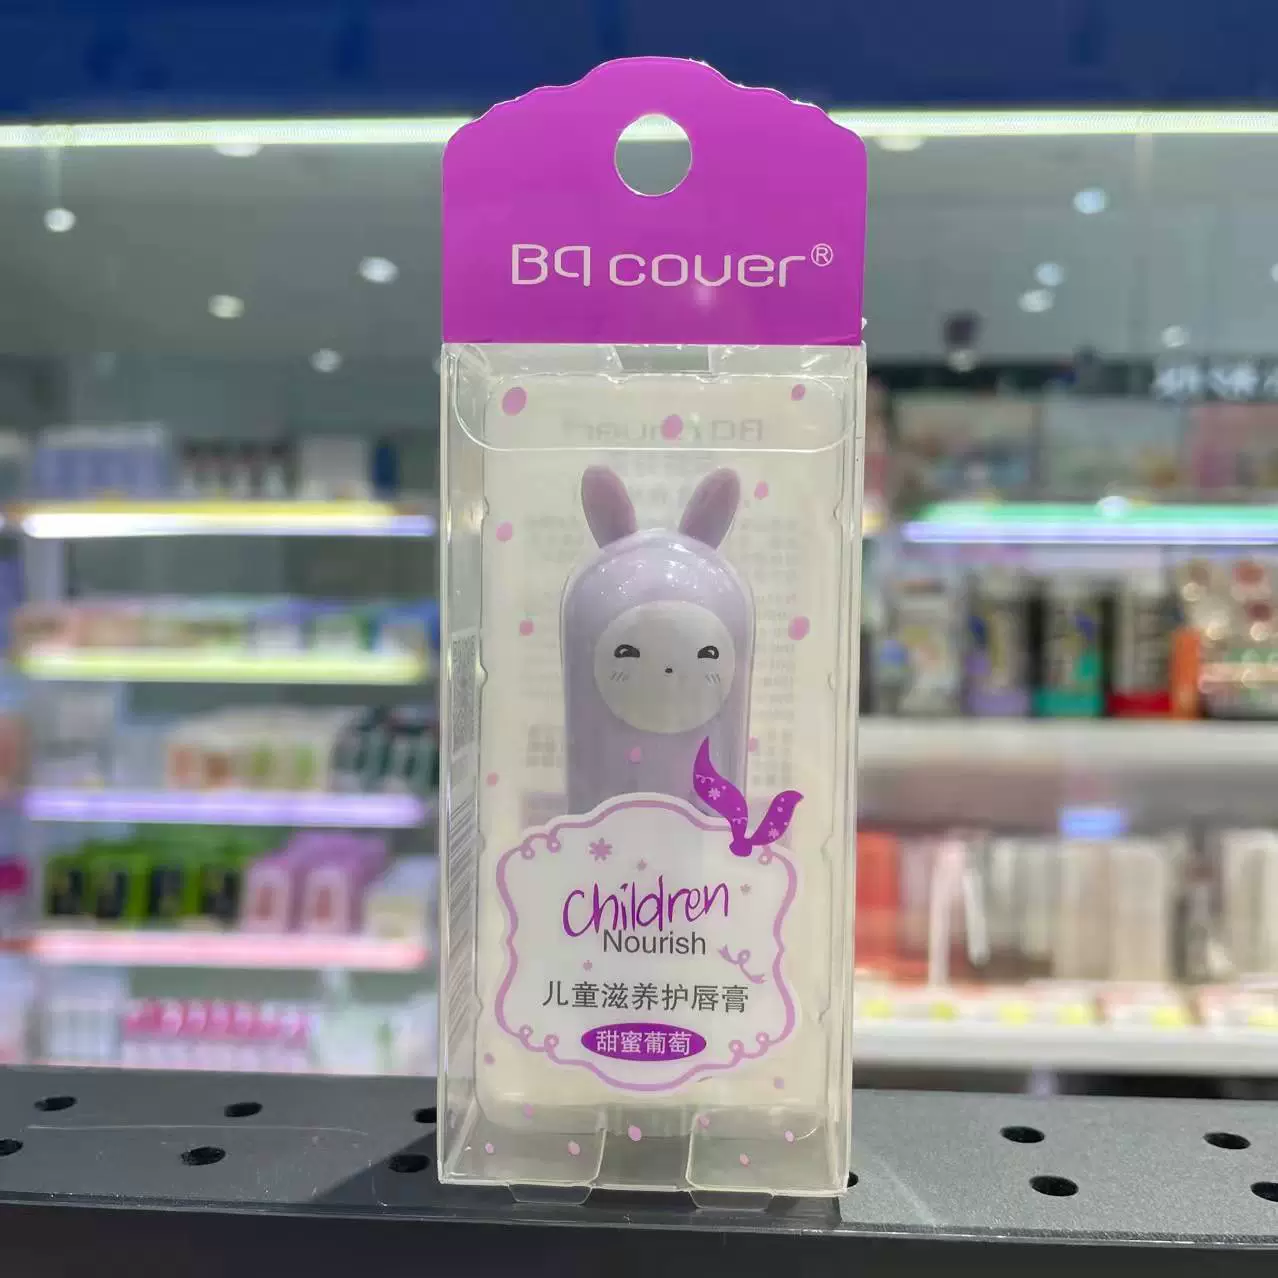 Bq cover®
Children
Nourish
儿童滋养护唇膏
甜蜜葡萄